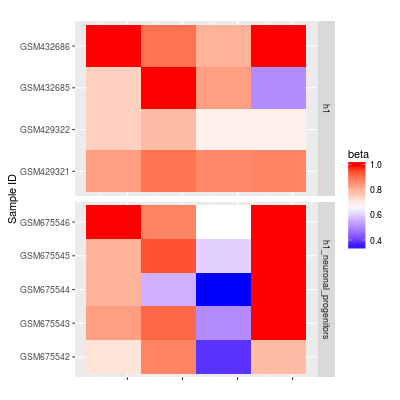 Sample ID
GSM432686
GSM432685
GSM429322
GSM429321
h1
GSM675546
GSM675545
GSM675544
GSM675543
GSM675542
h1_neuronal_progenitors
beta
1.0
0.8
0.6
0.4